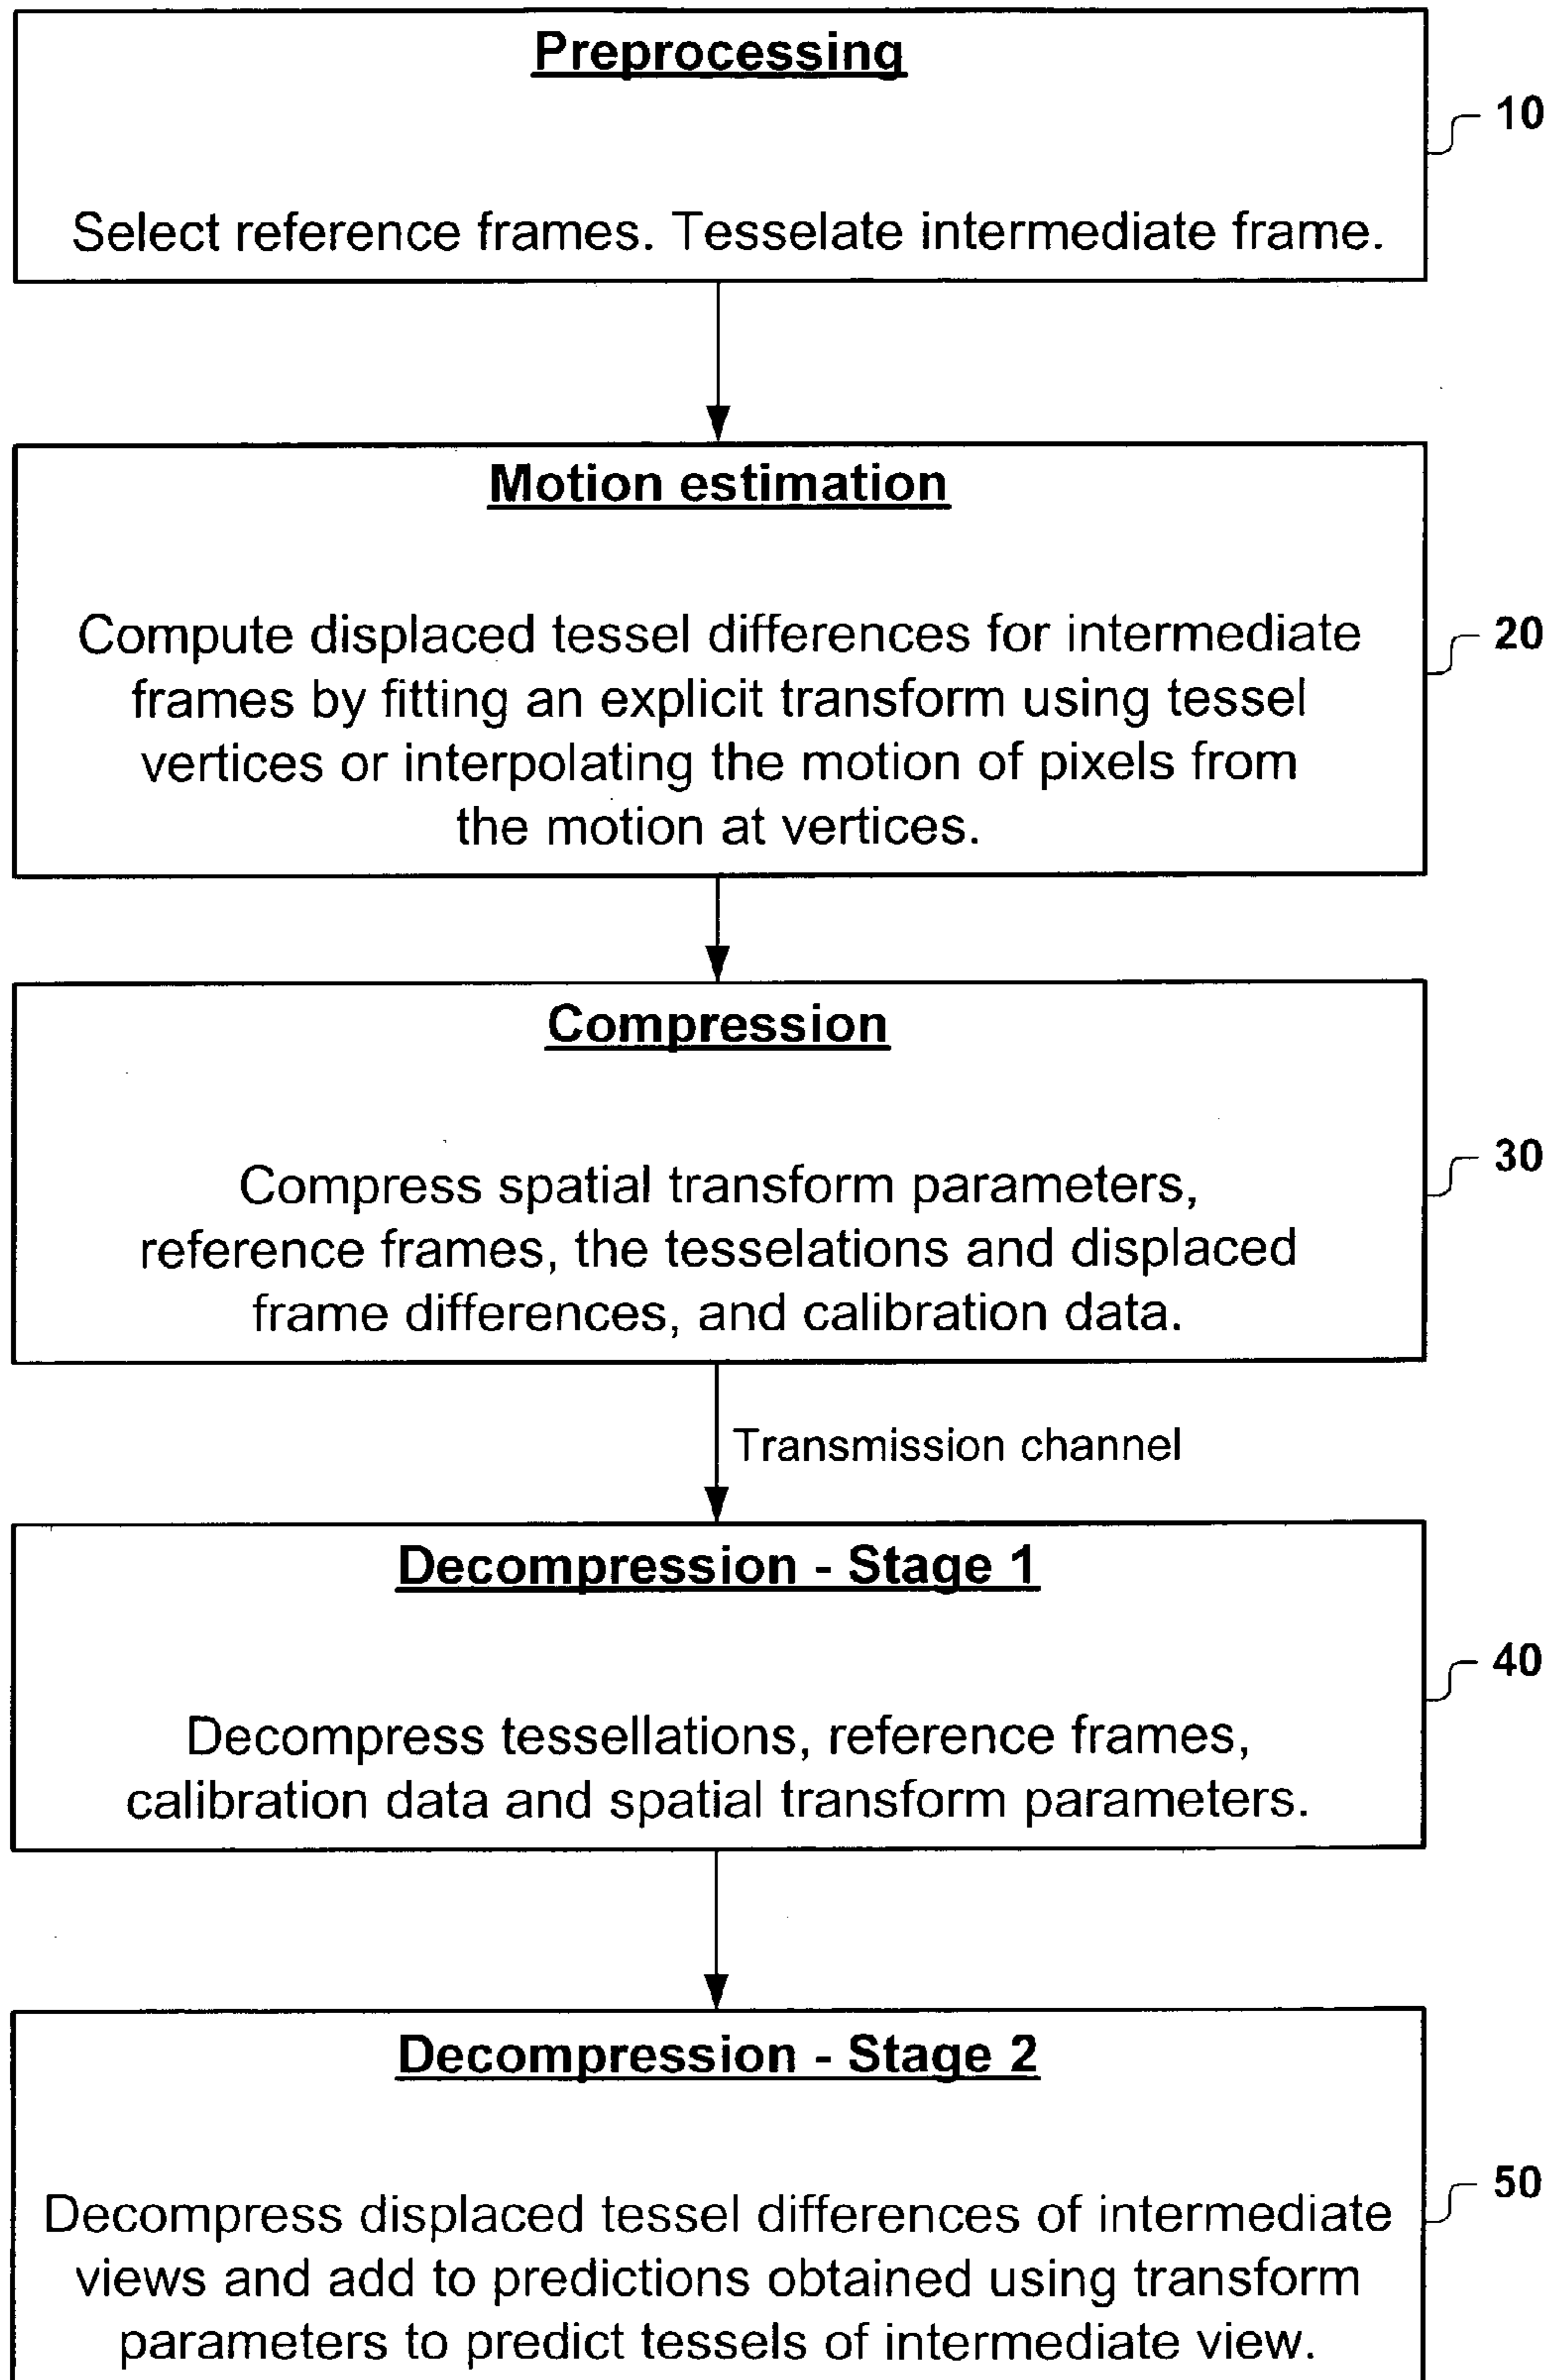 Preprocessing
10
Select reference frames. Tesselate intermediate frame.
Motion estimation
20
Compute displaced tessel differences for intermediate
frames by fitting an explicit transform using tessel
vertices or interpolating the motion of pixels from
the motion at vertices.
Compression
30
Compress spatial transform parameters,
reference frames, the tesselations and displaced
frame differences, and calibration data.
Transmission channel
Decompression - Stage 1
40
Decompress tessellations, reference frames,
calibration data and spatial transform parameters.
Decompression - Stage 2
50
Decompress displaced tessel differences of intermediate
views and add to predictions obtained using transform
parameters to predict tessels of intermediate view.